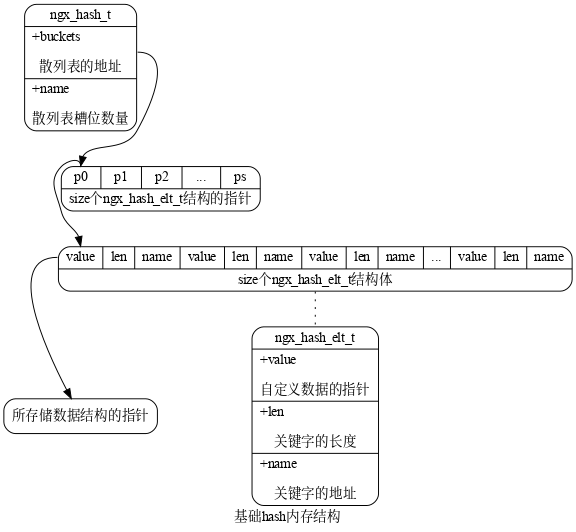 ngx_hash_t
+buckets
散列表的地址
+name
散列表槽位数量
p0 p1 p2 ... ps
size个ngx_hash_elt_t结构的指针
value len name value len name value len name ... value len name
size个ngx_hash_elt_t结构体
ngx_hash_elt_t
+value
自定义数据的指针
+len
关键字的长度
+name
关键字的地址
所存储数据结构的指针
基础hash内存结构